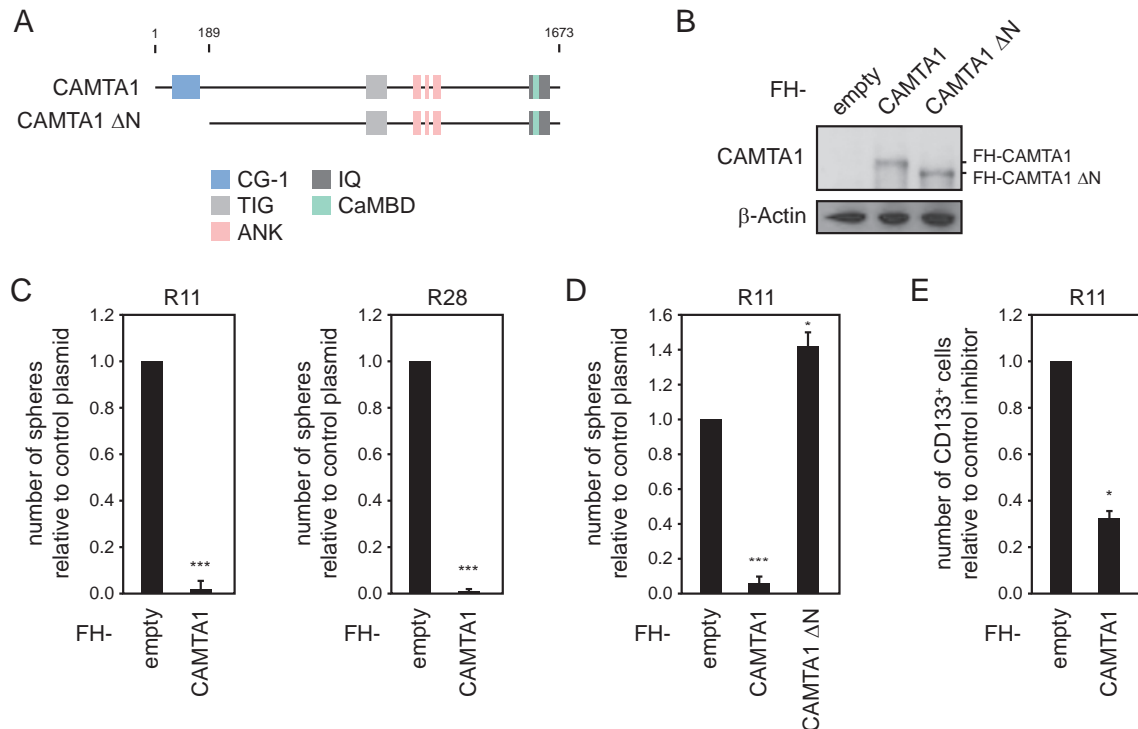 A
1
189
1673
CAMTA1
CAMTA1 ΔN
CG-1
TIG
ANK
IQ
CaMBD
B
FH-
empty
CAMTA1
CAMTA1 ΔN
CAMTA1
FH-CAMTA1
FH-CAMTA1 ΔN
β-Actin
C
R11
number of spheres
relative to control plasmid
1.2
1.0
0.8
0.6
0.4
0.2
0.0
***
FH-
empty
CAMTA1
R28
number of spheres
relative to control plasmid
1.2
1.0
0.8
0.6
0.4
0.2
0.0
***
FH-
empty
CAMTA1
D
R11
number of spheres
relative to control plasmid
1.6
1.4
1.2
1.0
0.8
0.6
0.4
0.2
0.0
***
*
FH-
empty
CAMTA1
CAMTA1 ΔN
E
R11
number of CD133⁺ cells
relative to control inhibitor
1.2
1.0
0.8
0.6
0.4
0.2
0.0
*
FH-
empty
CAMTA1